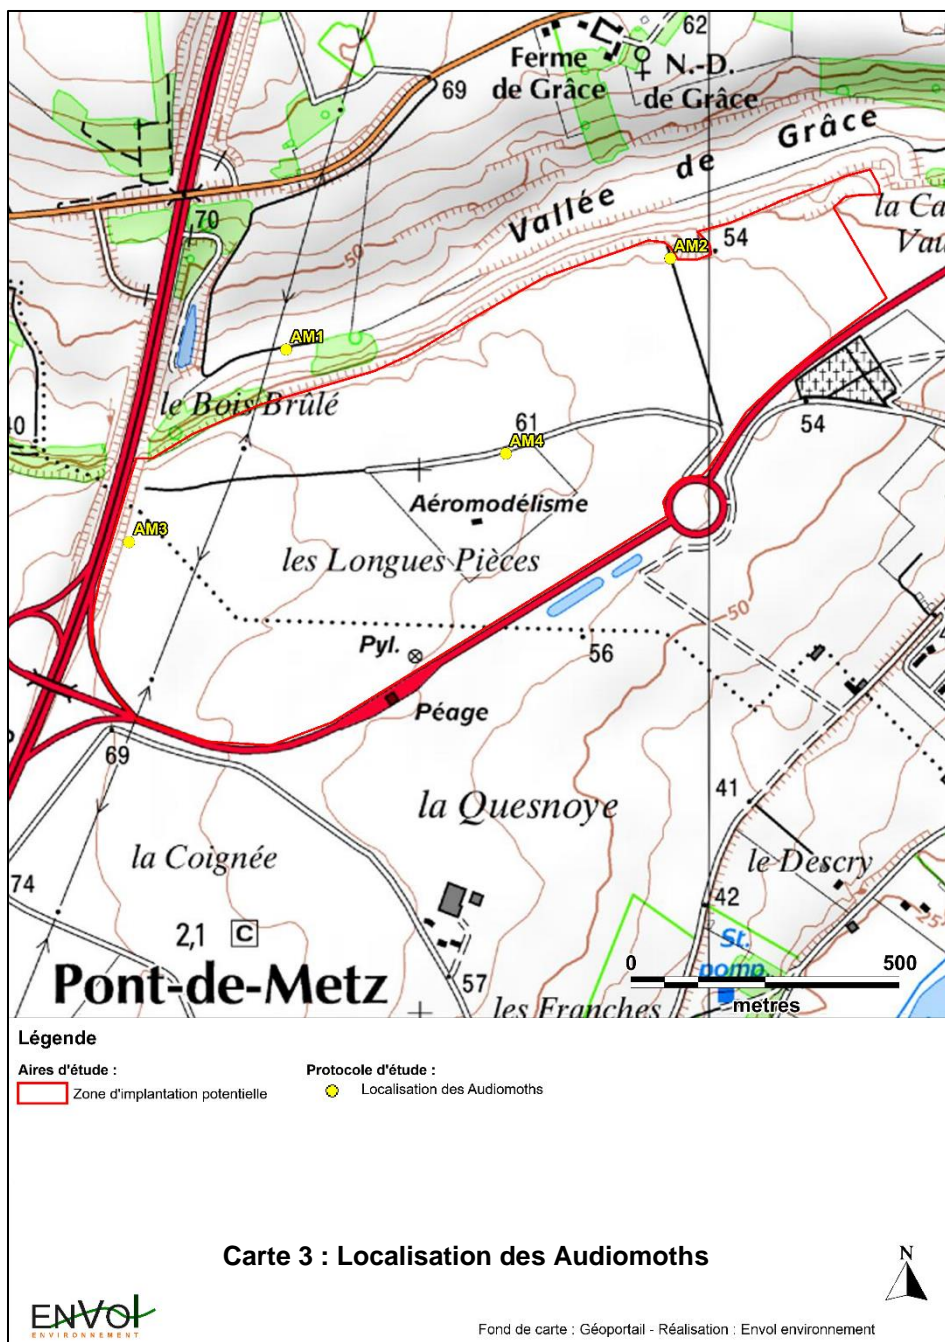 62
Ferme
de Grâce
N.-D.
de Grâce
69
Vallée de Grâce
70
50
la Ca
Vau
54
AM2
AM1
le Bois Brûlé
40
61
AM4
54
Aéromodélisme
AM3
les Longues Pièces
50
Pyl.
56
Péage
69
41
la Quesnoye
la Coignée
le Descry
74
42
25
2,1 C
St.
pomp.
0 500
metres
Pont-de-Metz
57
les Franches
Légende
Aires d'étude :
Zone d'implantation potentielle
Protocole d'étude :
Localisation des Audiomoths
Carte 3 : Localisation des Audiomoths
N
ENVOl
ENVIRONNEMENT
Fond de carte : Géoportail - Réalisation : Envol environnement